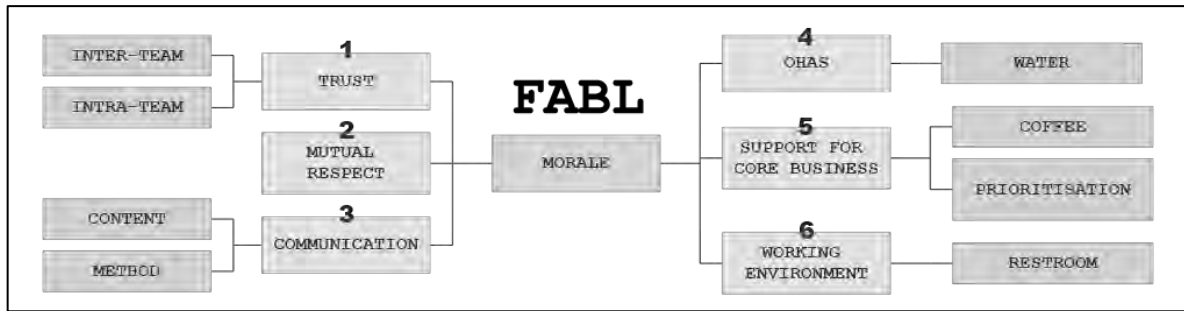 FABL
INTER-TEAM
INTRA-TEAM
1
TRUST
2
MUTUAL
RESPECT
CONTENT
METHOD
3
COMMUNICATION
MORALE
4
OHAS
WATER
5
SUPPORT FOR
CORE BUSINESS
COFFEE
PRIORITISATION
6
WORKING
ENVIRONMENT
RESTROOM